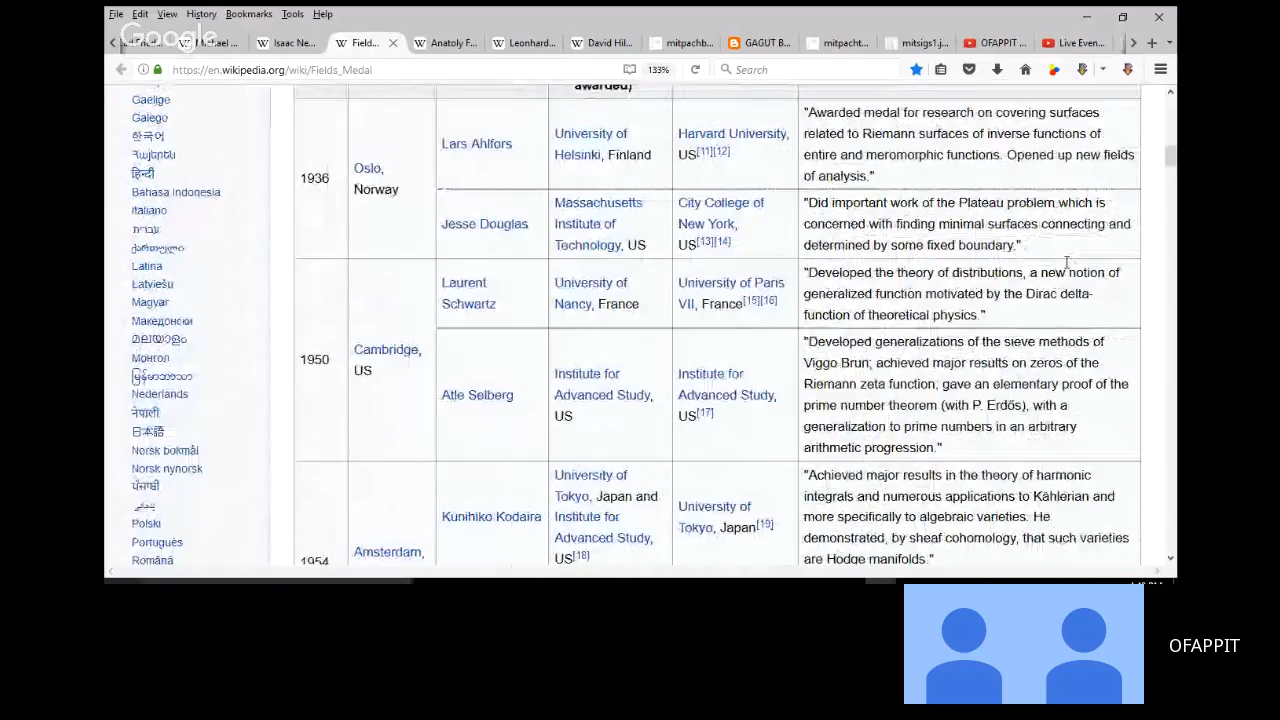 File Edit View History Bookmarks Tools Help
Google
Isaac Ne...
Field...
Anatoly F...
Leonhard...
David Hil...
mitpachb...
GAGUT B...
mitpacht...
mitsigs1.j...
OFAPPIT ...
Live Even...
https://en.wikipedia.org/wiki/Fields_Medal
133%
Search
awarded)
Gaeilge
Galego
한국어
Հայերեն
हिन्दी
Bahasa Indonesia
Italiano
עברית
ქართული
Latina
Latviešu
Magyar
Македонски
മലയാളം
Монгол
မြန်မာဘာသာ
Nederlands
नेपाली
日本語
Norsk bokmål
Norsk nynorsk
ਪੰਜਾਬੀ
Polski
Português
Română
1936
Oslo,
Norway
Lars Ahlfors
University of
Helsinki, Finland
Harvard University,
US[11][12]
"Awarded medal for research on covering surfaces
related to Riemann surfaces of inverse functions of
entire and meromorphic functions. Opened up new fields
of analysis."
Jesse Douglas
Massachusetts
Institute of
Technology, US
City College of
New York,
US[13][14]
"Did important work of the Plateau problem which is
concerned with finding minimal surfaces connecting and
determined by some fixed boundary."
1950
Cambridge,
US
Laurent
Schwartz
University of
Nancy, France
University of Paris
VII, France[15][16]
"Developed the theory of distributions, a new notion of
generalized function motivated by the Dirac delta-
function of theoretical physics."
Atle Selberg
Institute for
Advanced Study,
US
Institute for
Advanced Study,
US[17]
"Developed generalizations of the sieve methods of
Viggo Brun; achieved major results on zeros of the
Riemann zeta function; gave an elementary proof of the
prime number theorem (with P. Erdős), with a
generalization to prime numbers in an arbitrary
arithmetic progression."
1954
Amsterdam,
Kunihiko Kodaira
University of
Tokyo, Japan and
Institute for
Advanced Study,
US[18]
University of
Tokyo, Japan[19]
"Achieved major results in the theory of harmonic
integrals and numerous applications to Kählerian and
more specifically to algebraic varieties. He
demonstrated, by sheaf cohomology, that such varieties
are Hodge manifolds."
OFAPPIT